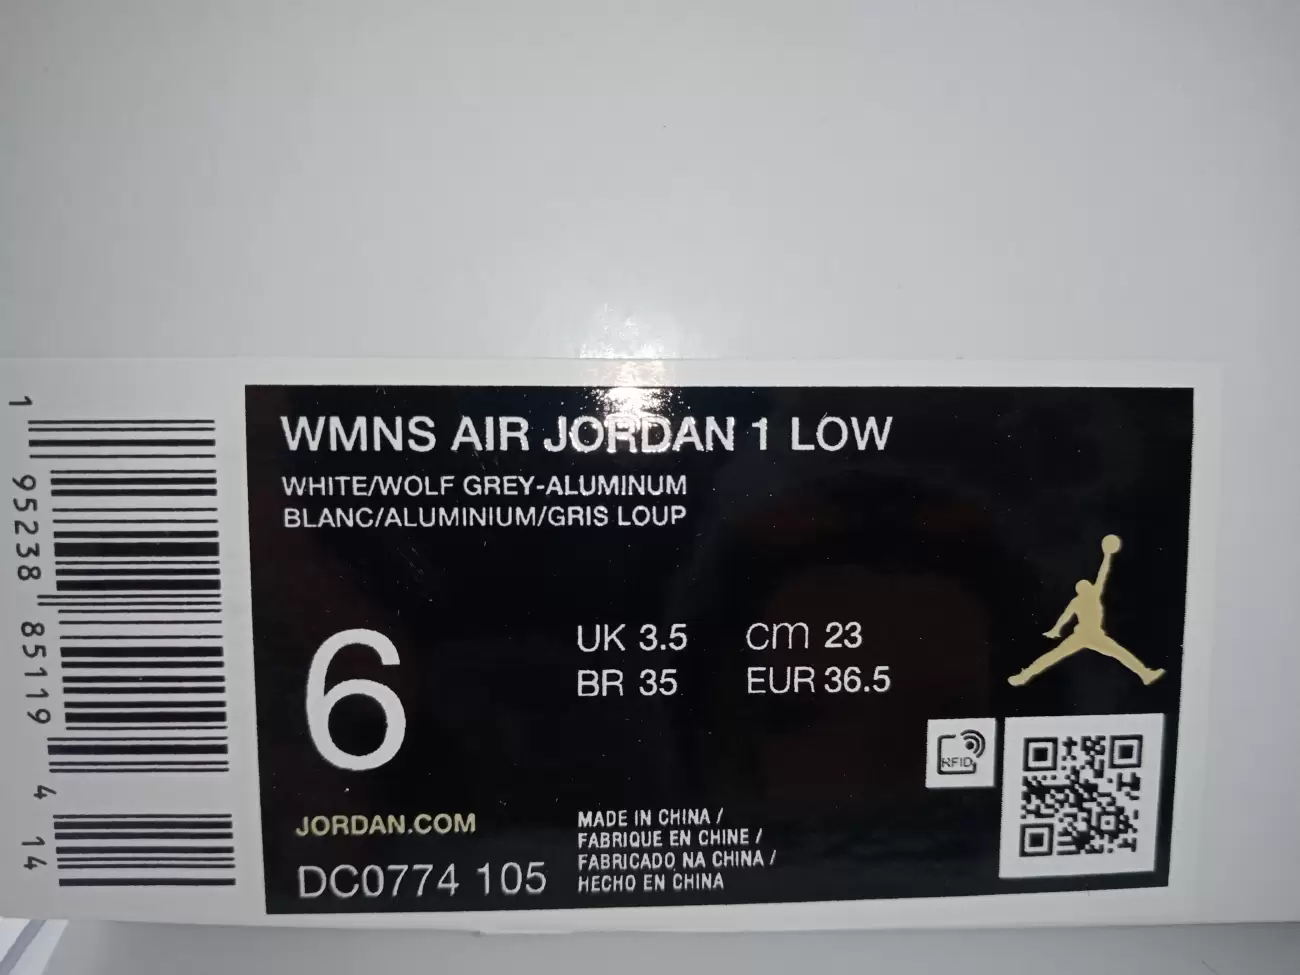 WMNS AIR JORDAN 1 LOW
WHITE/WOLF GREY-ALUMINUM
BLANC/ALUMINIUM/GRIS LOUP
6
UK 3.5 cm 23
BR 35 EUR 36.5
RFID
JORDAN.COM
DC0774 105
MADE IN CHINA /
FABRIQUE EN CHINE /
FABRICADO NA CHINA /
HECHO EN CHINA
1 95238 85119 4 14